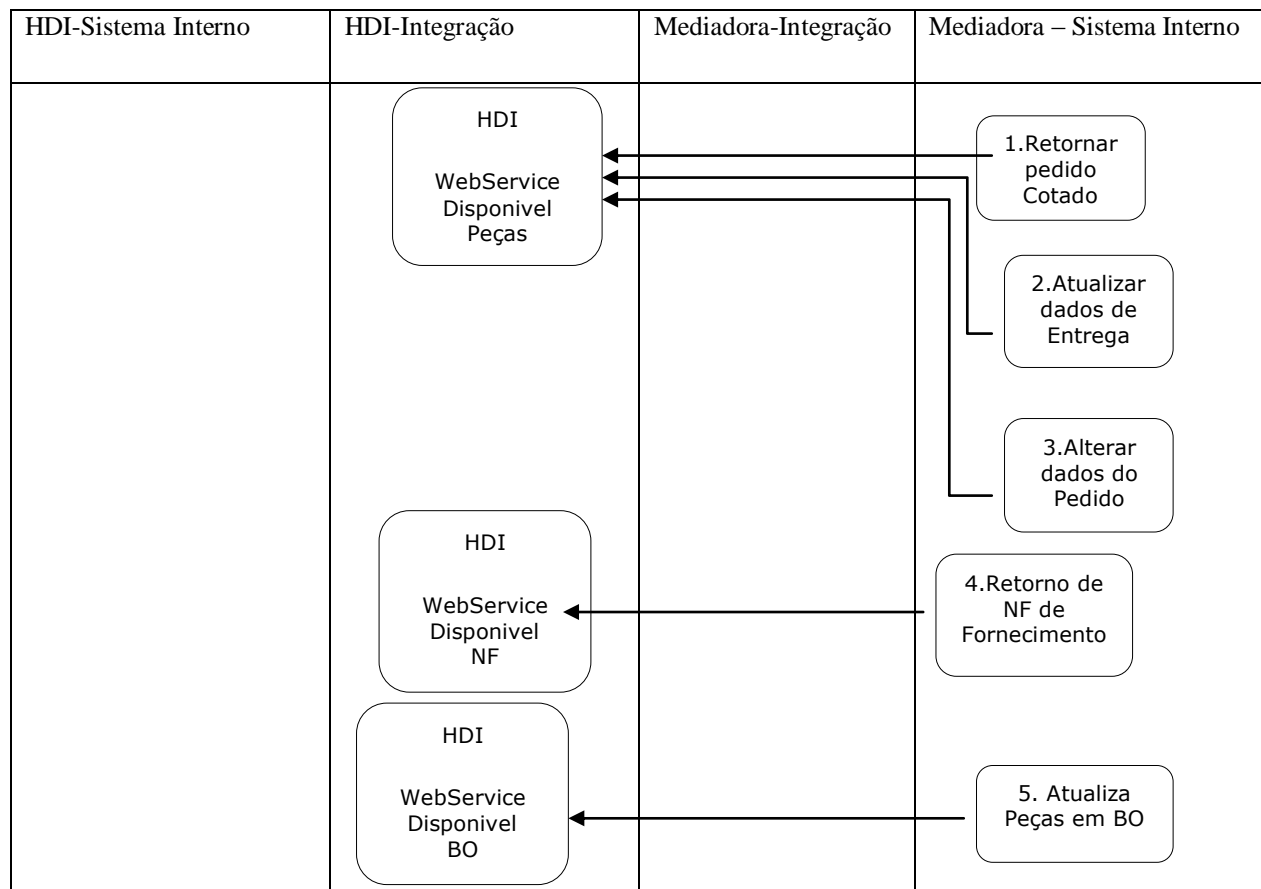 HDI-Sistema Interno
HDI-Integração
Mediadora-Integração
Mediadora – Sistema Interno
HDI
WebService
Disponivel
Peças
1.Retornar
pedido
Cotado
2.Atualizar
dados de
Entrega
3.Alterar
dados do
Pedido
HDI
WebService
Disponivel
NF
4.Retorno de
NF de
Fornecimento
HDI
WebService
Disponivel
BO
5. Atualiza
Peças em BO